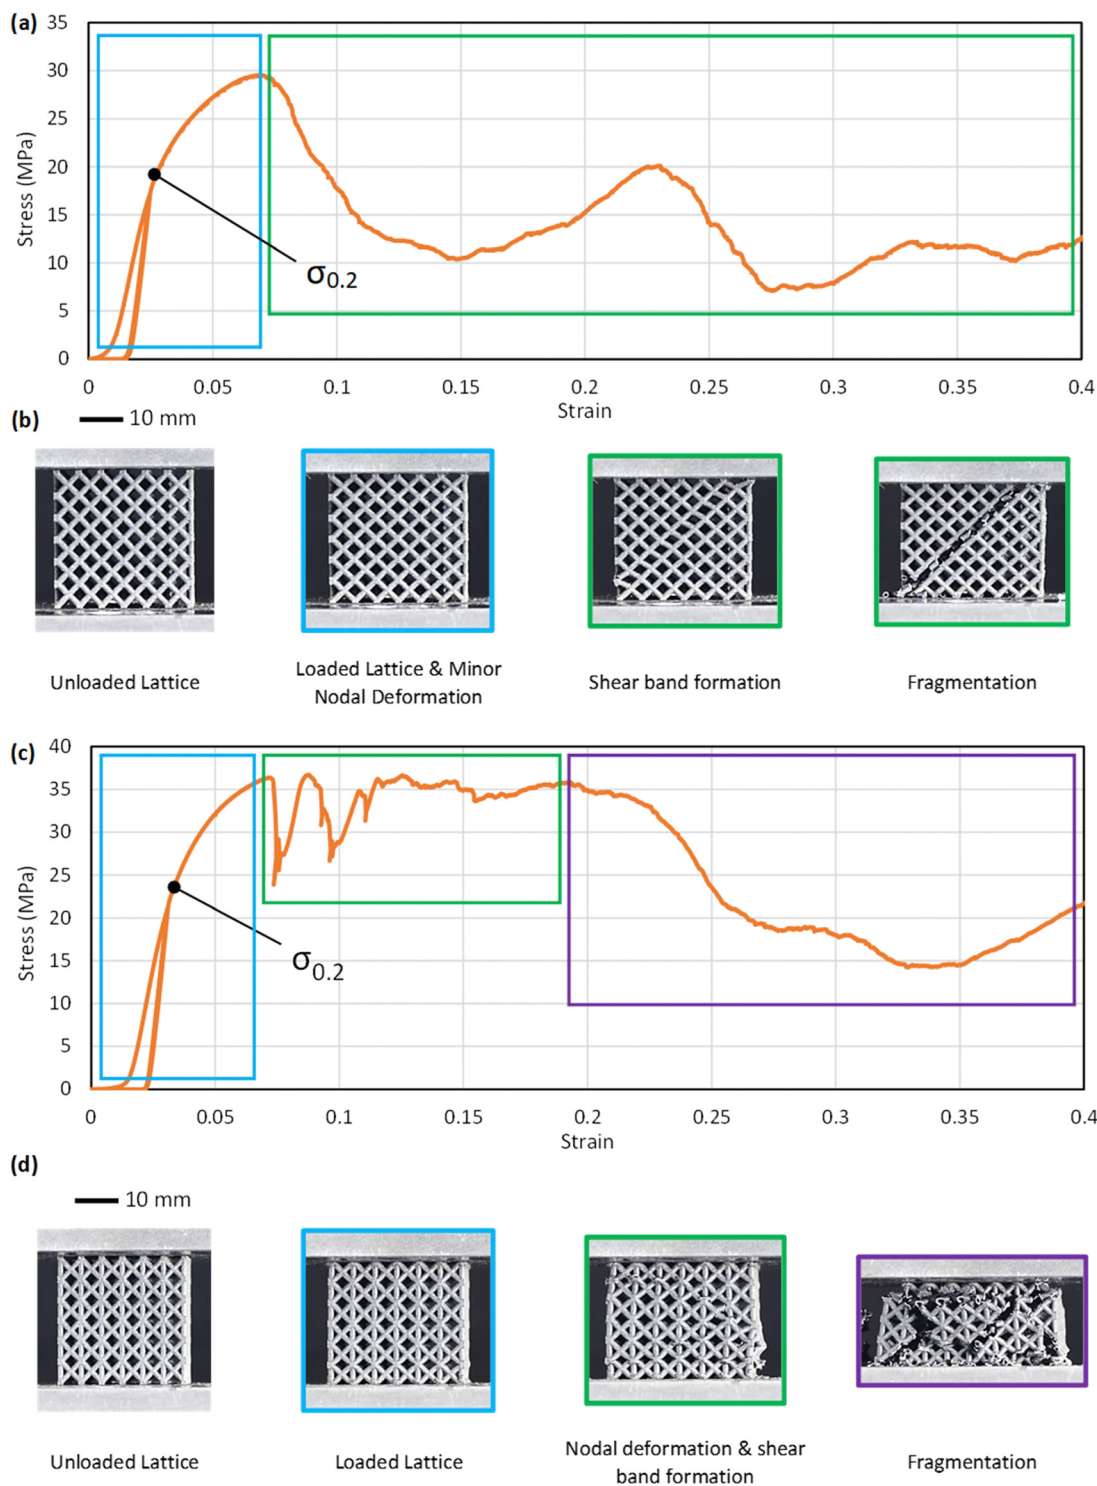 (a)
35
30
25
20
15
10
5
0
Stress (MPa)
σ0.2
0 0.05 0.1 0.15 0.2 0.25 0.3 0.35 0.4
Strain
(b)
10 mm
Unloaded Lattice
Loaded Lattice & Minor
Nodal Deformation
Shear band formation
Fragmentation
(c)
40
35
30
25
20
15
10
5
0
Stress (MPa)
σ0.2
0 0.05 0.1 0.15 0.2 0.25 0.3 0.35 0.4
Strain
(d)
10 mm
Unloaded Lattice
Loaded Lattice
Nodal deformation & shear
band formation
Fragmentation